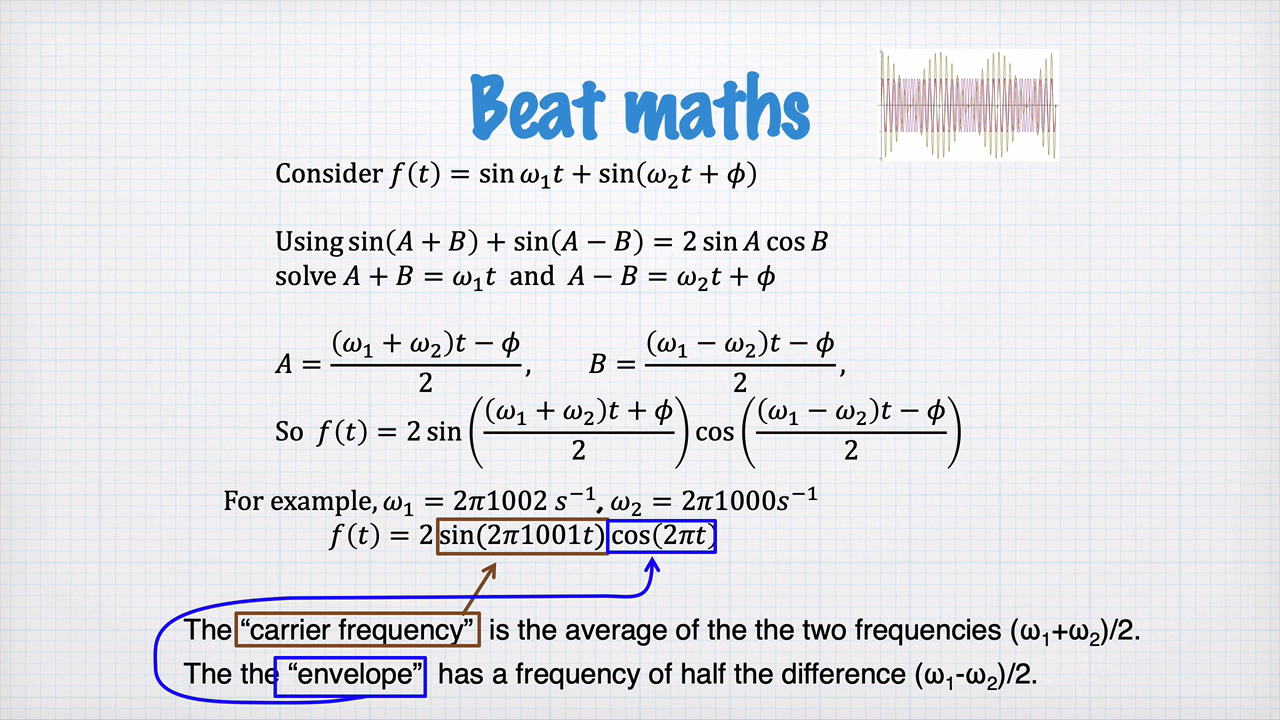 Beat maths
Consider f(t) = sin ω₁t + sin(ω₂t + ϕ)
Using sin(A + B) + sin(A − B) = 2 sin A cos B
solve A + B = ω₁t and A − B = ω₂t + ϕ
A = ((ω₁ + ω₂)t − ϕ)/2, B = ((ω₁ − ω₂)t − ϕ)/2,
So f(t) = 2 sin(((ω₁ + ω₂)t + ϕ)/2) cos(((ω₁ − ω₂)t − ϕ)/2)
For example, ω₁ = 2π1002 s⁻¹, ω₂ = 2π1000s⁻¹
f(t) = 2 sin(2π1001t) cos(2πt)
The “carrier frequency” is the average of the the two frequencies (ω₁+ω₂)/2.
The the “envelope” has a frequency of half the difference (ω₁-ω₂)/2.